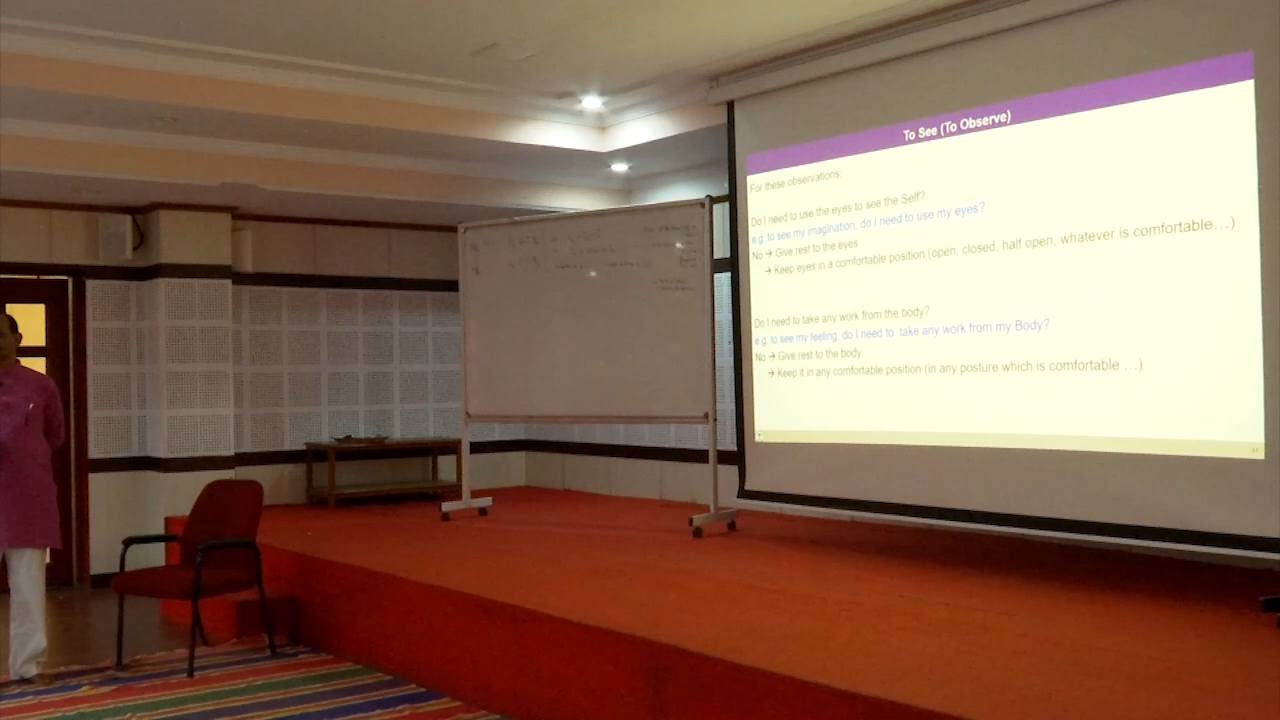 To See (To Observe)
For these observations:
Do I need to use the eyes to see the Self?
e.g. to see my imagination, do I need to use my eyes?
No → Give rest to the eyes
→ Keep eyes in a comfortable position (open, closed, half open, whatever is comfortable…)
Do I need to take any work from the body?
e.g. to see my feeling, do I need to take any work from my Body?
No → Give rest to the body
→ Keep it in any comfortable position (in any posture which is comfortable …)